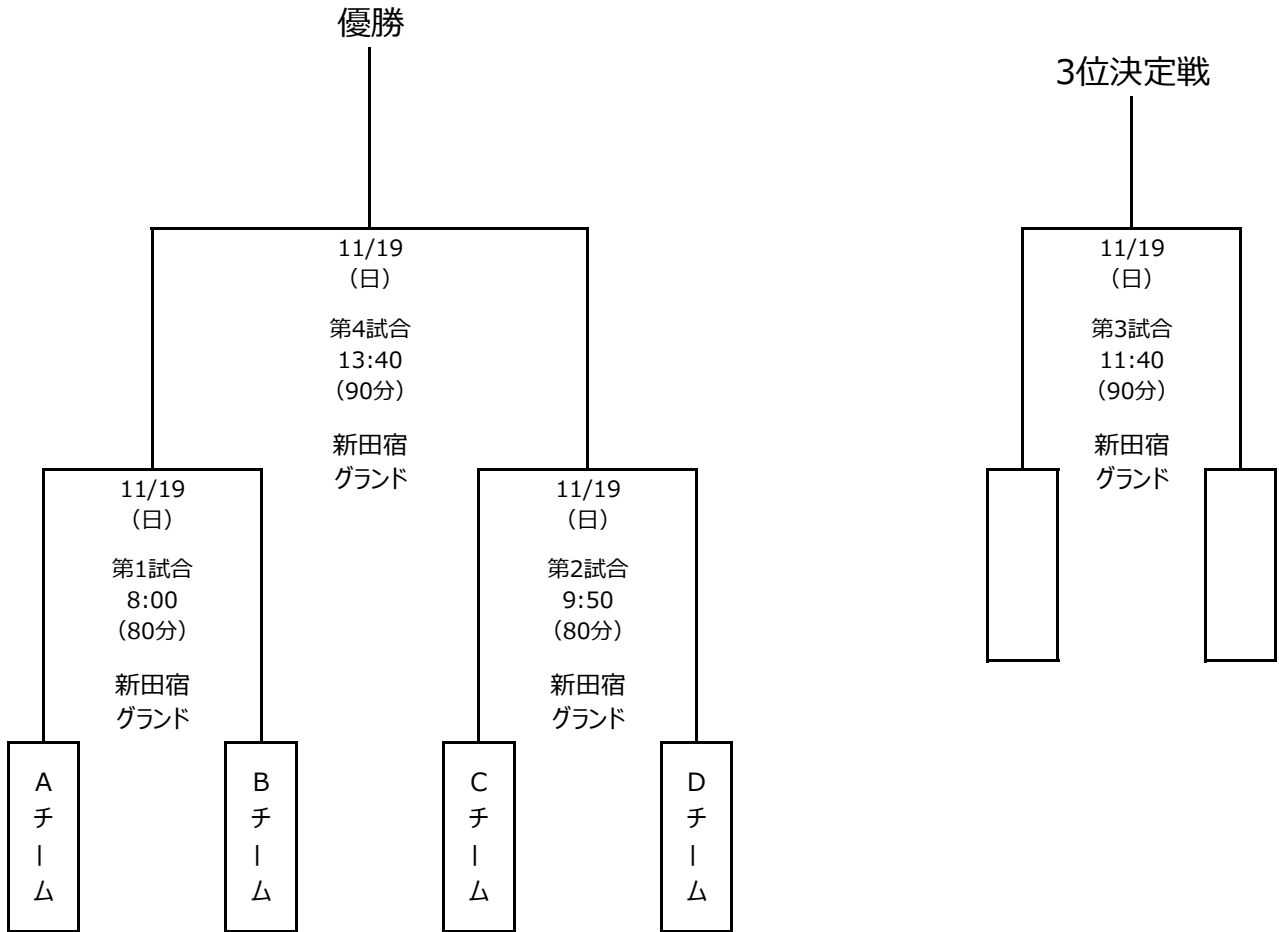 優勝
11/19
（日）
第4試合
13:40
（90分）
新田宿
グランド
11/19
（日）
第1試合
8:00
（80分）
新田宿
グランド
11/19
（日）
第2試合
9:50
（80分）
新田宿
グランド
Aチーム
Bチーム
Cチーム
Dチーム
3位決定戦
11/19
（日）
第3試合
11:40
（90分）
新田宿
グランド